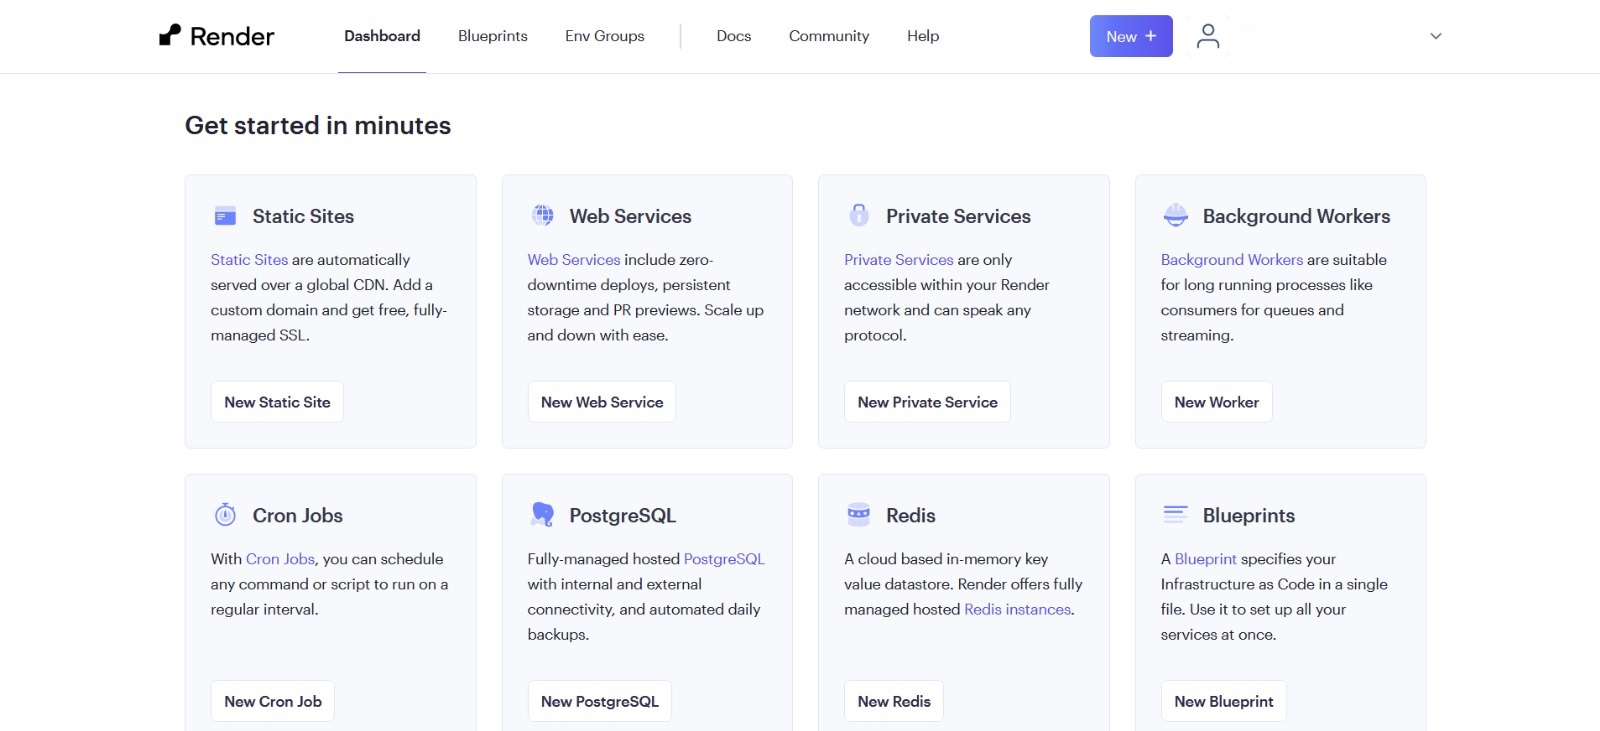 Render
Dashboard
Blueprints
Env Groups
Docs
Community
Help
New +
Get started in minutes
Static Sites
Static Sites are automatically
served over a global CDN. Add a
custom domain and get free, fully-
managed SSL.
New Static Site
Web Services
Web Services include zero-
downtime deploys, persistent
storage and PR previews. Scale up
and down with ease.
New Web Service
Private Services
Private Services are only
accessible within your Render
network and can speak any
protocol.
New Private Service
Background Workers
Background Workers are suitable
for long running processes like
consumers for queues and
streaming.
New Worker
Cron Jobs
With Cron Jobs, you can schedule
any command or script to run on a
regular interval.
New Cron Job
PostgreSQL
Fully-managed hosted PostgreSQL
with internal and external
connectivity, and automated daily
backups.
New PostgreSQL
Redis
A cloud based in-memory key
value datastore. Render offers fully
managed hosted Redis instances.
New Redis
Blueprints
A Blueprint specifies your
Infrastructure as Code in a single
file. Use it to set up all your
services at once.
New Blueprint